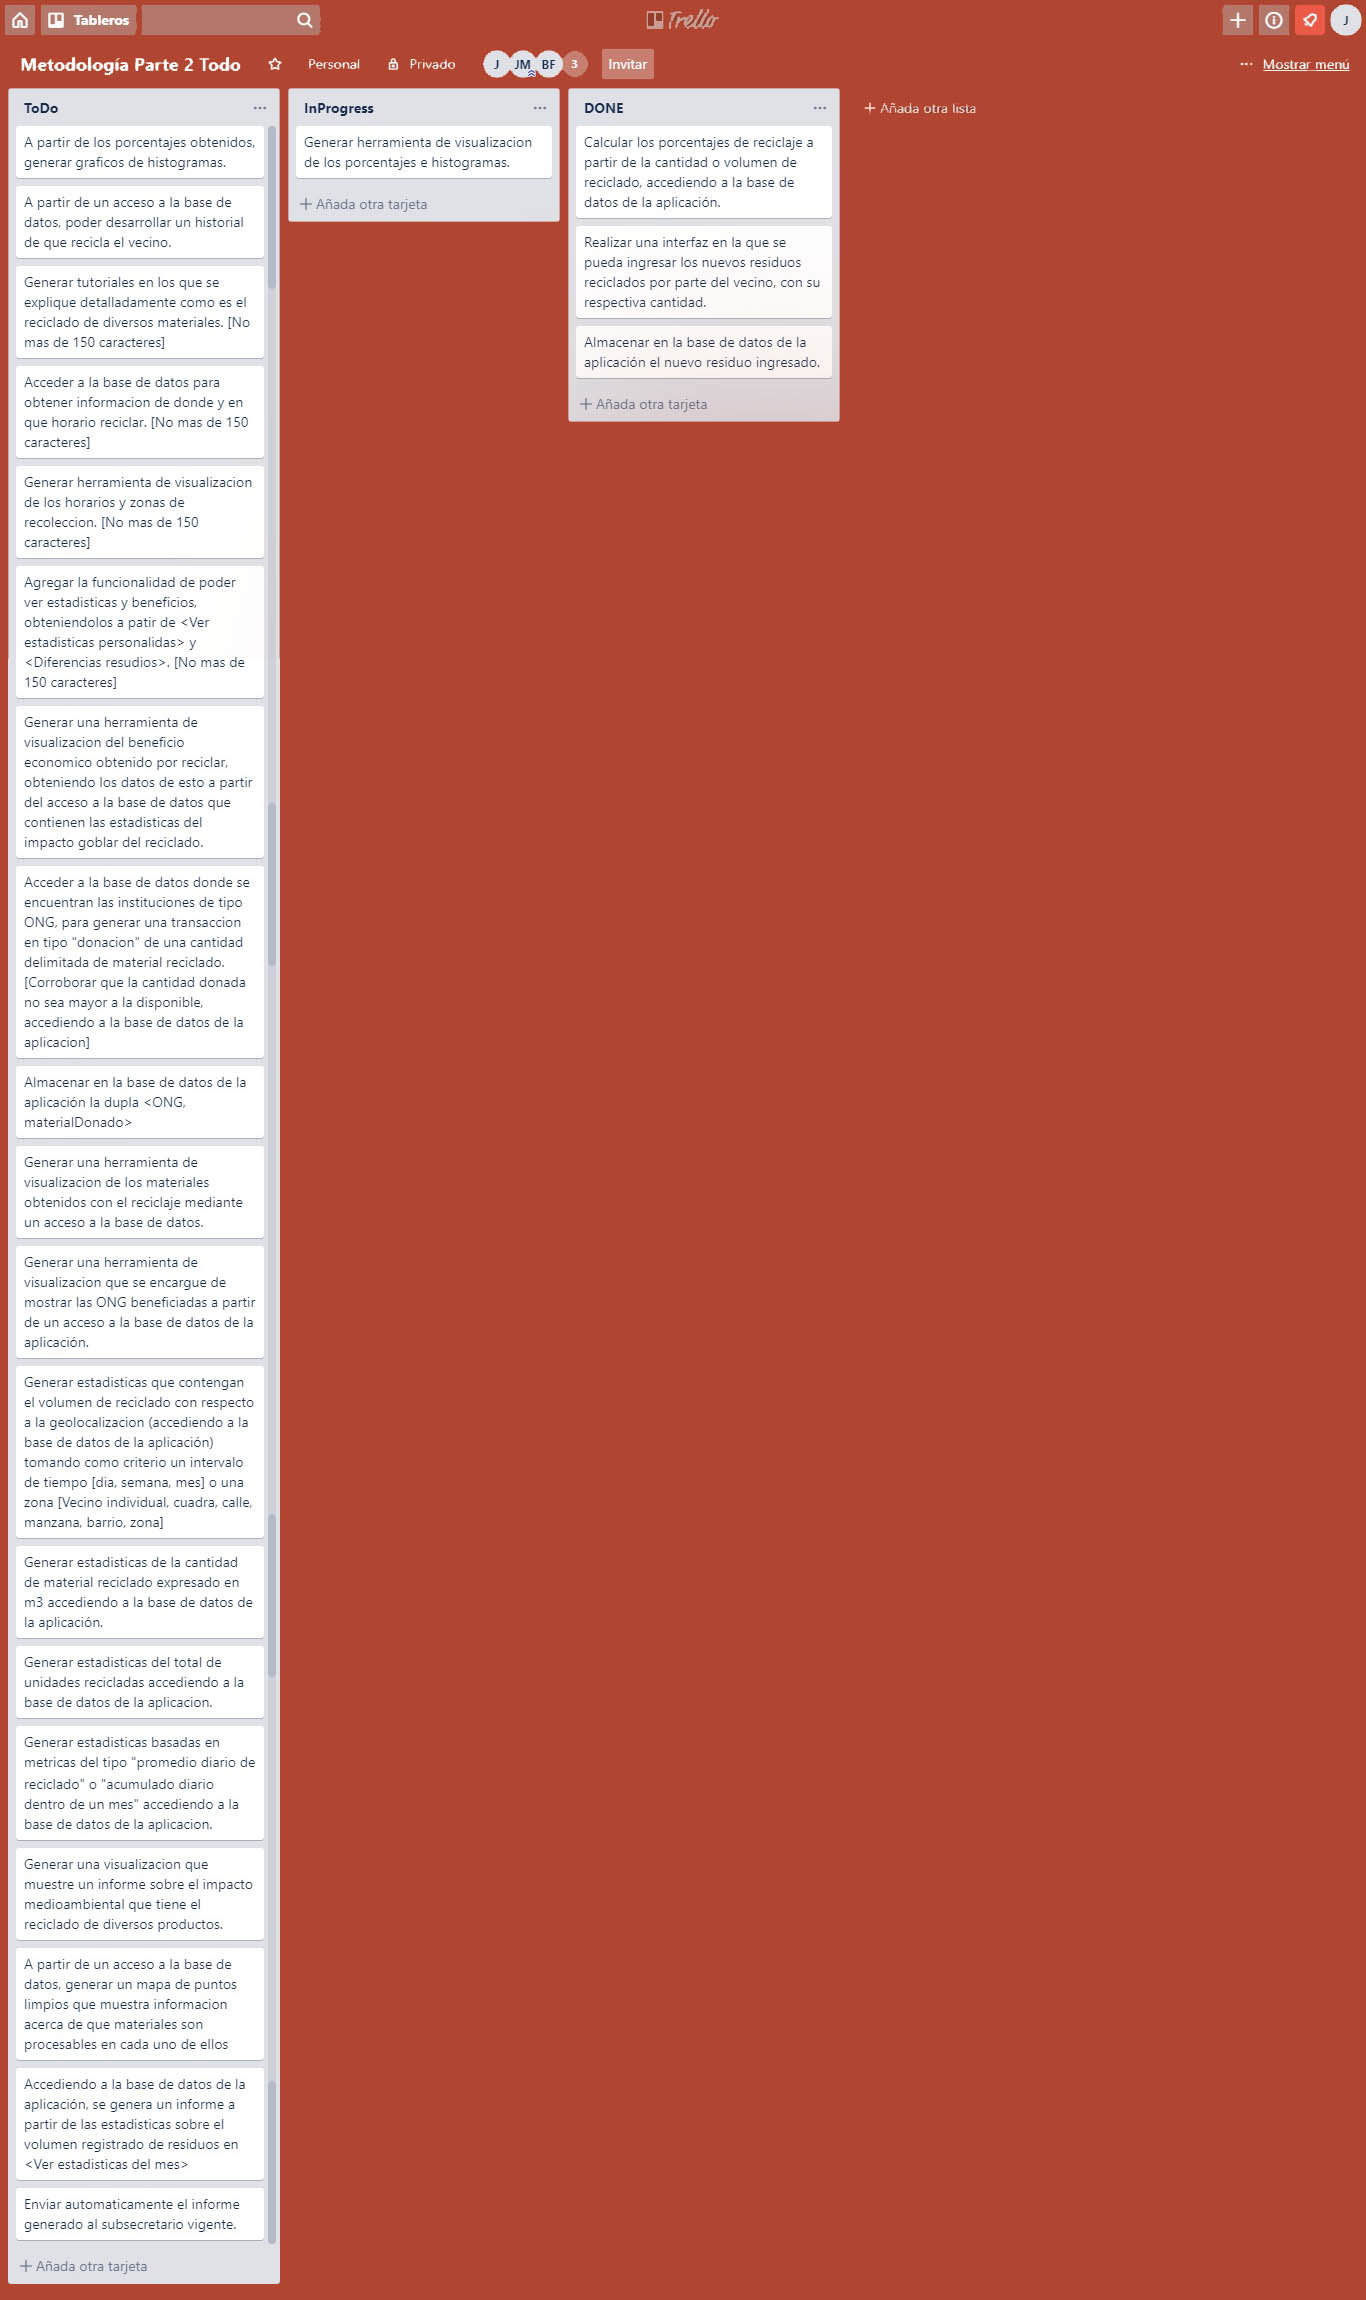 Tableros
Trello
J
Metodología Parte 2 Todo
Personal
Privado
J
JM
BF
3
Invitar
Mostrar menú
ToDo
A partir de los porcentajes obtenidos,
generar graficos de histogramas.
A partir de un acceso a la base de
datos, poder desarrollar un historial
de que recicla el vecino.
Generar tutoriales en los que se
explique detalladamente como es el
reciclado de diversos materiales. [No
mas de 150 caracteres]
Acceder a la base de datos para
obtener informacion de donde y en
que horario reciclar. [No mas de 150
caracteres]
Generar herramienta de visualizacion
de los horarios y zonas de
recoleccion. [No mas de 150
caracteres]
Agregar la funcionalidad de poder
ver estadisticas y beneficios,
obteniendolos a patir de <Ver
estadisticas personalidas> y
<Diferencias resudios>. [No mas de
150 caracteres]
Generar una herramienta de
visualizacion del beneficio
economico obtenido por reciclar,
obteniendo los datos de esto a partir
del acceso a la base de datos que
contienen las estadisticas del
impacto goblar del reciclado.
Acceder a la base de datos donde se
encuentran las instituciones de tipo
ONG, para generar una transaccion
en tipo "donacion" de una cantidad
delimitada de material reciclado.
[Corroborar que la cantidad donada
no sea mayor a la disponible,
accediendo a la base de datos de la
aplicacion]
Almacenar en la base de datos de la
aplicación la dupla <ONG,
materialDonado>
Generar una herramienta de
visualizacion de los materiales
obtenidos con el reciclaje mediante
un acceso a la base de datos.
Generar una herramienta de
visualizacion que se encargue de
mostrar las ONG beneficiadas a partir
de un acceso a la base de datos de la
aplicación.
Generar estadisticas que contengan
el volumen de reciclado con respecto
a la geolocalizacion (accediendo a la
base de datos de la aplicación)
tomando como criterio un intervalo
de tiempo [dia, semana, mes] o una
zona [Vecino individual, cuadra, calle,
manzana, barrio, zona]
Generar estadisticas de la cantidad
de material reciclado expresado en
m3 accediendo a la base de datos de
la aplicación.
Generar estadisticas del total de
unidades recicladas accediendo a la
base de datos de la aplicacion.
Generar estadisticas basadas en
metricas del tipo "promedio diario de
reciclado" o "acumulado diario
dentro de un mes" accediendo a la
base de datos de la aplicacion.
Generar una visualizacion que
muestre un informe sobre el impacto
medioambiental que tiene el
reciclado de diversos productos.
A partir de un acceso a la base de
datos, generar un mapa de puntos
limpios que muestra informacion
acerca de que materiales son
procesables en cada uno de ellos
Accediendo a la base de datos de la
aplicación, se genera un informe a
partir de las estadisticas sobre el
volumen registrado de residuos en
<Ver estadisticas del mes>
Enviar automaticamente el informe
generado al subsecretario vigente.
Añada otra tarjeta
InProgress
Generar herramienta de visualizacion
de los porcentajes e histogramas.
Añada otra tarjeta
DONE
Calcular los porcentajes de reciclaje a
partir de la cantidad o volumen de
reciclado, accediendo a la base de
datos de la aplicación.
Realizar una interfaz en la que se
pueda ingresar los nuevos residuos
reciclados por parte del vecino, con su
respectiva cantidad.
Almacenar en la base de datos de la
aplicación el nuevo residuo ingresado.
Añada otra tarjeta
Añada otra lista